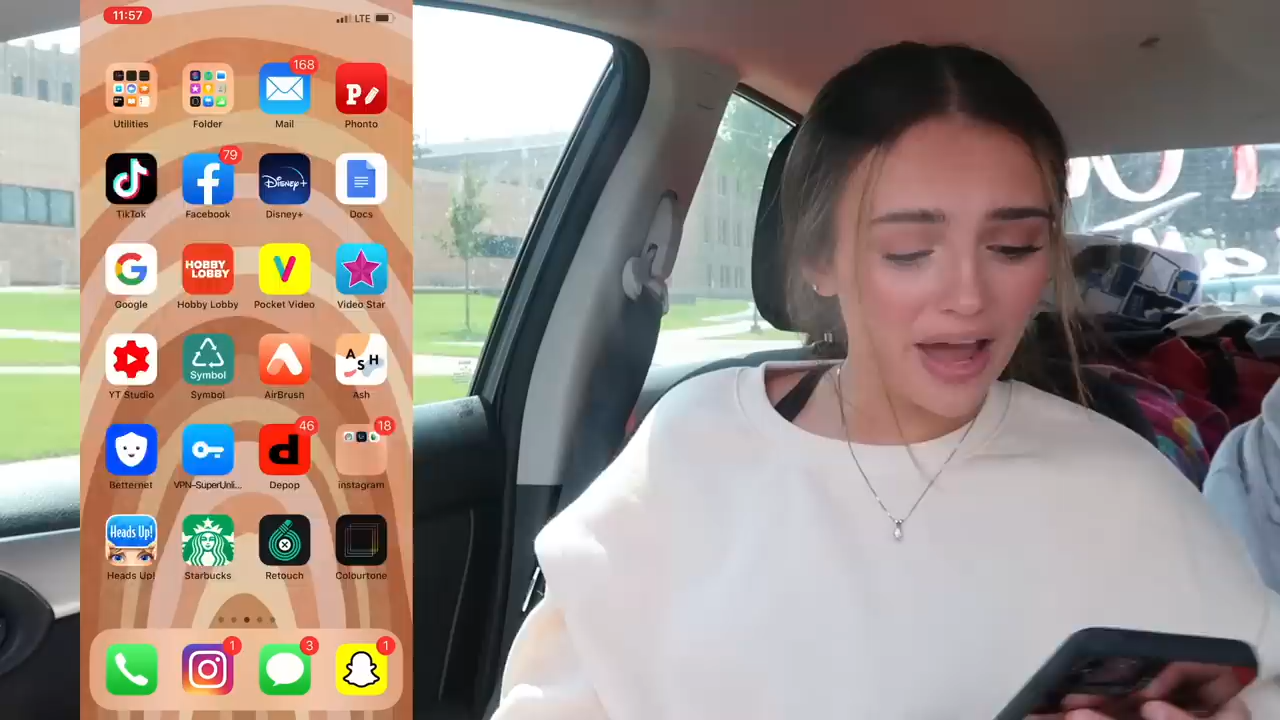 11:57 LTE
168
Utilities Folder Mail Phonto
79
Disney+
TikTok Facebook Disney+ Docs
HOBBY LOBBY
Google Hobby Lobby Pocket Video Video Star
Symbol ASH
YT Studio Symbol AirBrush Ash
46 18
d
Betternet VPN-SuperUnli... Depop instagram
Heads Up!
Heads Up! Starbucks Retouch Colourtone
1 3 1